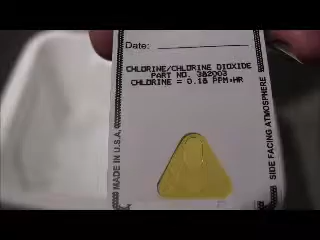 Date:
CHLORINE/CHLORINE DIOXIDE
PART NO. 382003
CHLORINE = 0.18 PPM•HR
MADE IN U.S.A.
SIDE FACING ATMOSPHERE